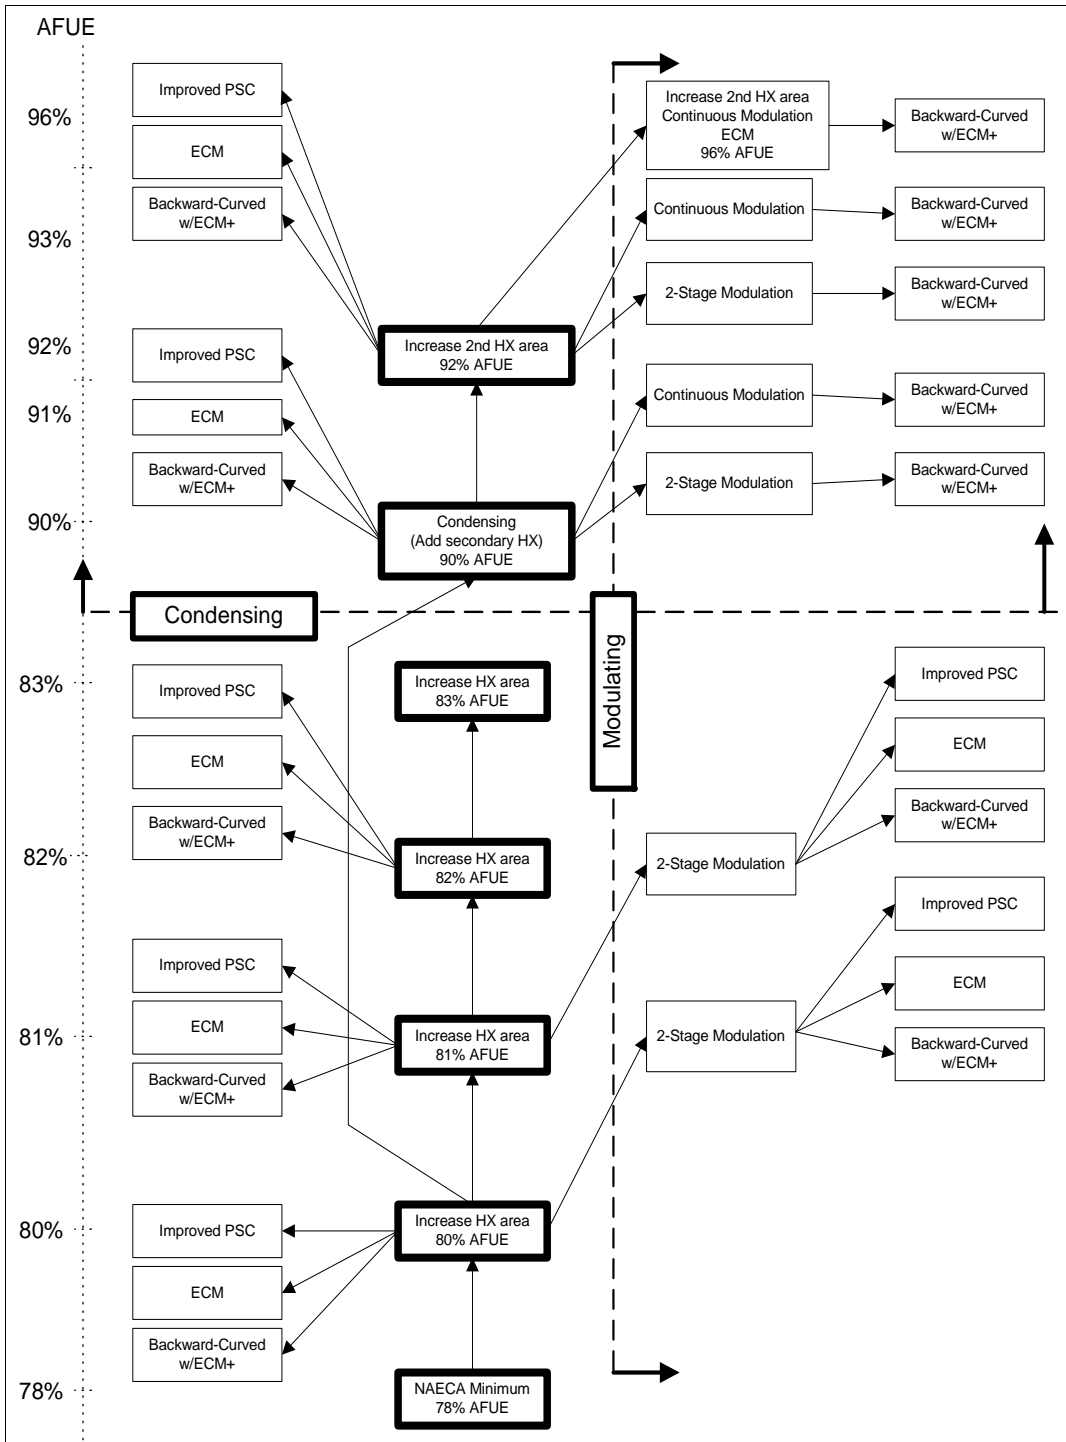 AFUE
96%
93%
92%
91%
90%
83%
82%
81%
80%
78%
Improved PSC
ECM
Backward-Curved
w/ECM+
Increase 2nd HX area
Continuous Modulation
ECM
96% AFUE
Backward-Curved
w/ECM+
Continuous Modulation
Backward-Curved
w/ECM+
2-Stage Modulation
Backward-Curved
w/ECM+
Increase 2nd HX area
92% AFUE
Improved PSC
ECM
Backward-Curved
w/ECM+
Continuous Modulation
Backward-Curved
w/ECM+
2-Stage Modulation
Backward-Curved
w/ECM+
Condensing
(Add secondary HX)
90% AFUE
Condensing
Modulating
Increase HX area
83% AFUE
Improved PSC
ECM
Backward-Curved
w/ECM+
Increase HX area
82% AFUE
2-Stage Modulation
Improved PSC
ECM
Backward-Curved
w/ECM+
Improved PSC
ECM
Backward-Curved
w/ECM+
Increase HX area
81% AFUE
2-Stage Modulation
Improved PSC
ECM
Backward-Curved
w/ECM+
Improved PSC
ECM
Backward-Curved
w/ECM+
Increase HX area
80% AFUE
NAECA Minimum
78% AFUE